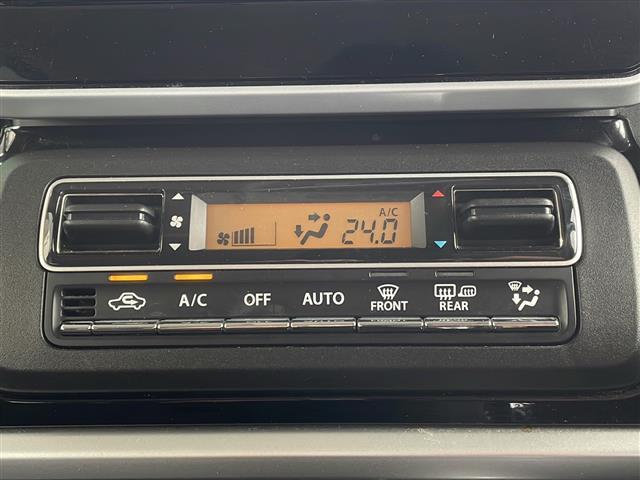 A/C
24.0
A/C
OFF
AUTO
FRONT
REAR